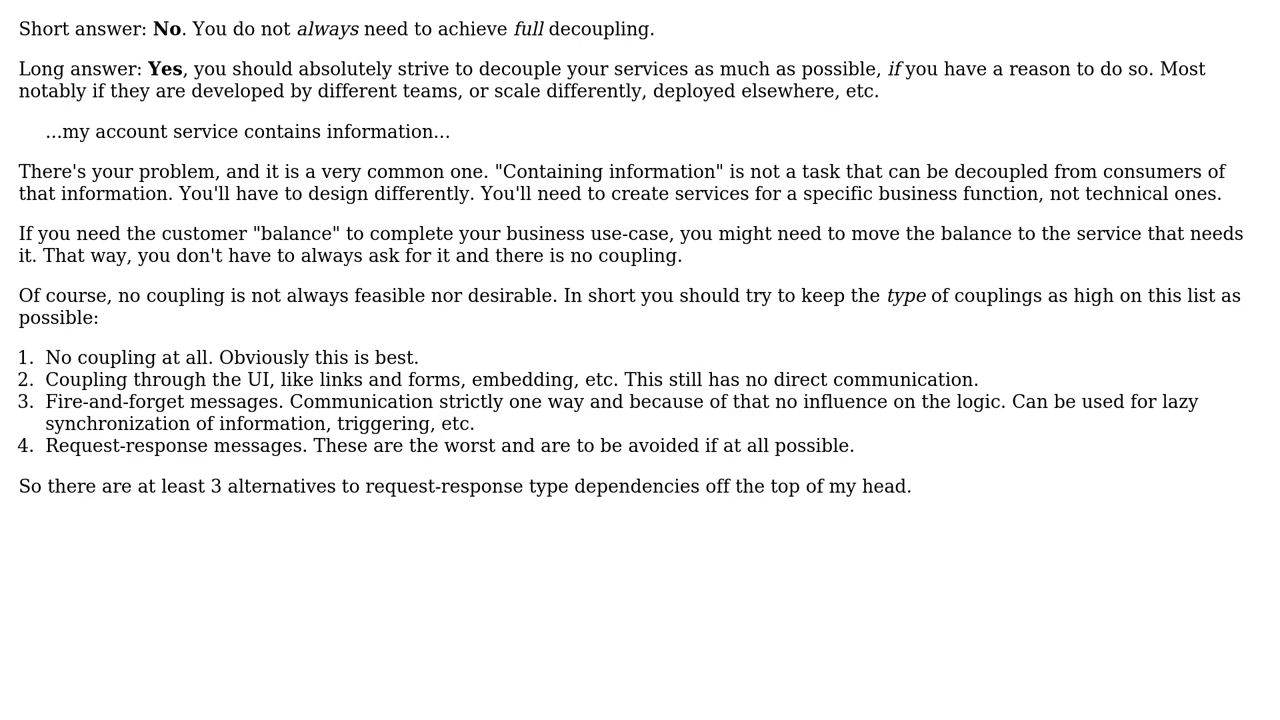 Short answer: No. You do not always need to achieve full decoupling.
Long answer: Yes, you should absolutely strive to decouple your services as much as possible, if you have a reason to do so. Most
notably if they are developed by different teams, or scale differently, deployed elsewhere, etc.
...my account service contains information...
There's your problem, and it is a very common one. "Containing information" is not a task that can be decoupled from consumers of
that information. You'll have to design differently. You'll need to create services for a specific business function, not technical ones.
If you need the customer "balance" to complete your business use-case, you might need to move the balance to the service that needs
it. That way, you don't have to always ask for it and there is no coupling.
Of course, no coupling is not always feasible nor desirable. In short you should try to keep the type of couplings as high on this list as
possible:
1. No coupling at all. Obviously this is best.
2. Coupling through the UI, like links and forms, embedding, etc. This still has no direct communication.
3. Fire-and-forget messages. Communication strictly one way and because of that no influence on the logic. Can be used for lazy
synchronization of information, triggering, etc.
4. Request-response messages. These are the worst and are to be avoided if at all possible.
So there are at least 3 alternatives to request-response type dependencies off the top of my head.